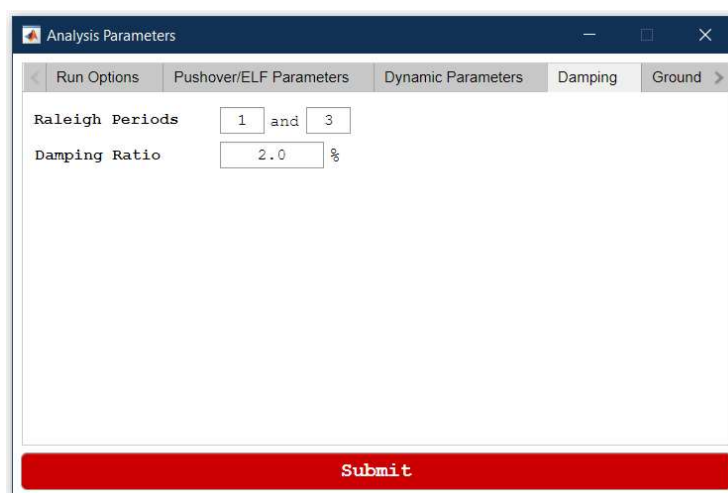 Analysis Parameters
Run Options Pushover/ELF Parameters Dynamic Parameters Damping Ground
Raleigh Periods 1 and 3
Damping Ratio 2.0 %
Submit